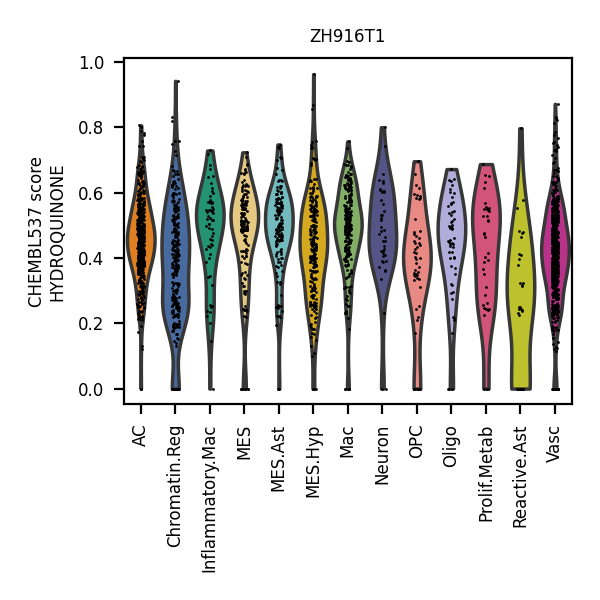 ZH916T1
CHEMBL537 score
HYDROQUINONE
1.0
0.8
0.6
0.4
0.2
0.0
AC
Chromatin.Reg
Inflammatory.Mac
MES
MES.Ast
MES.Hyp
Mac
Neuron
OPC
Oligo
Prolif.Metab
Reactive.Ast
Vasc